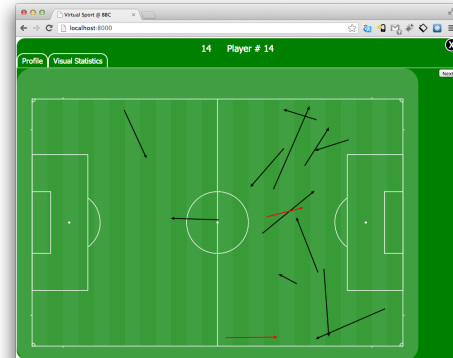 Virtual Sport @ BBC
localhost:8000
14 Player # 14
X
Profile Visual Statistics
Next